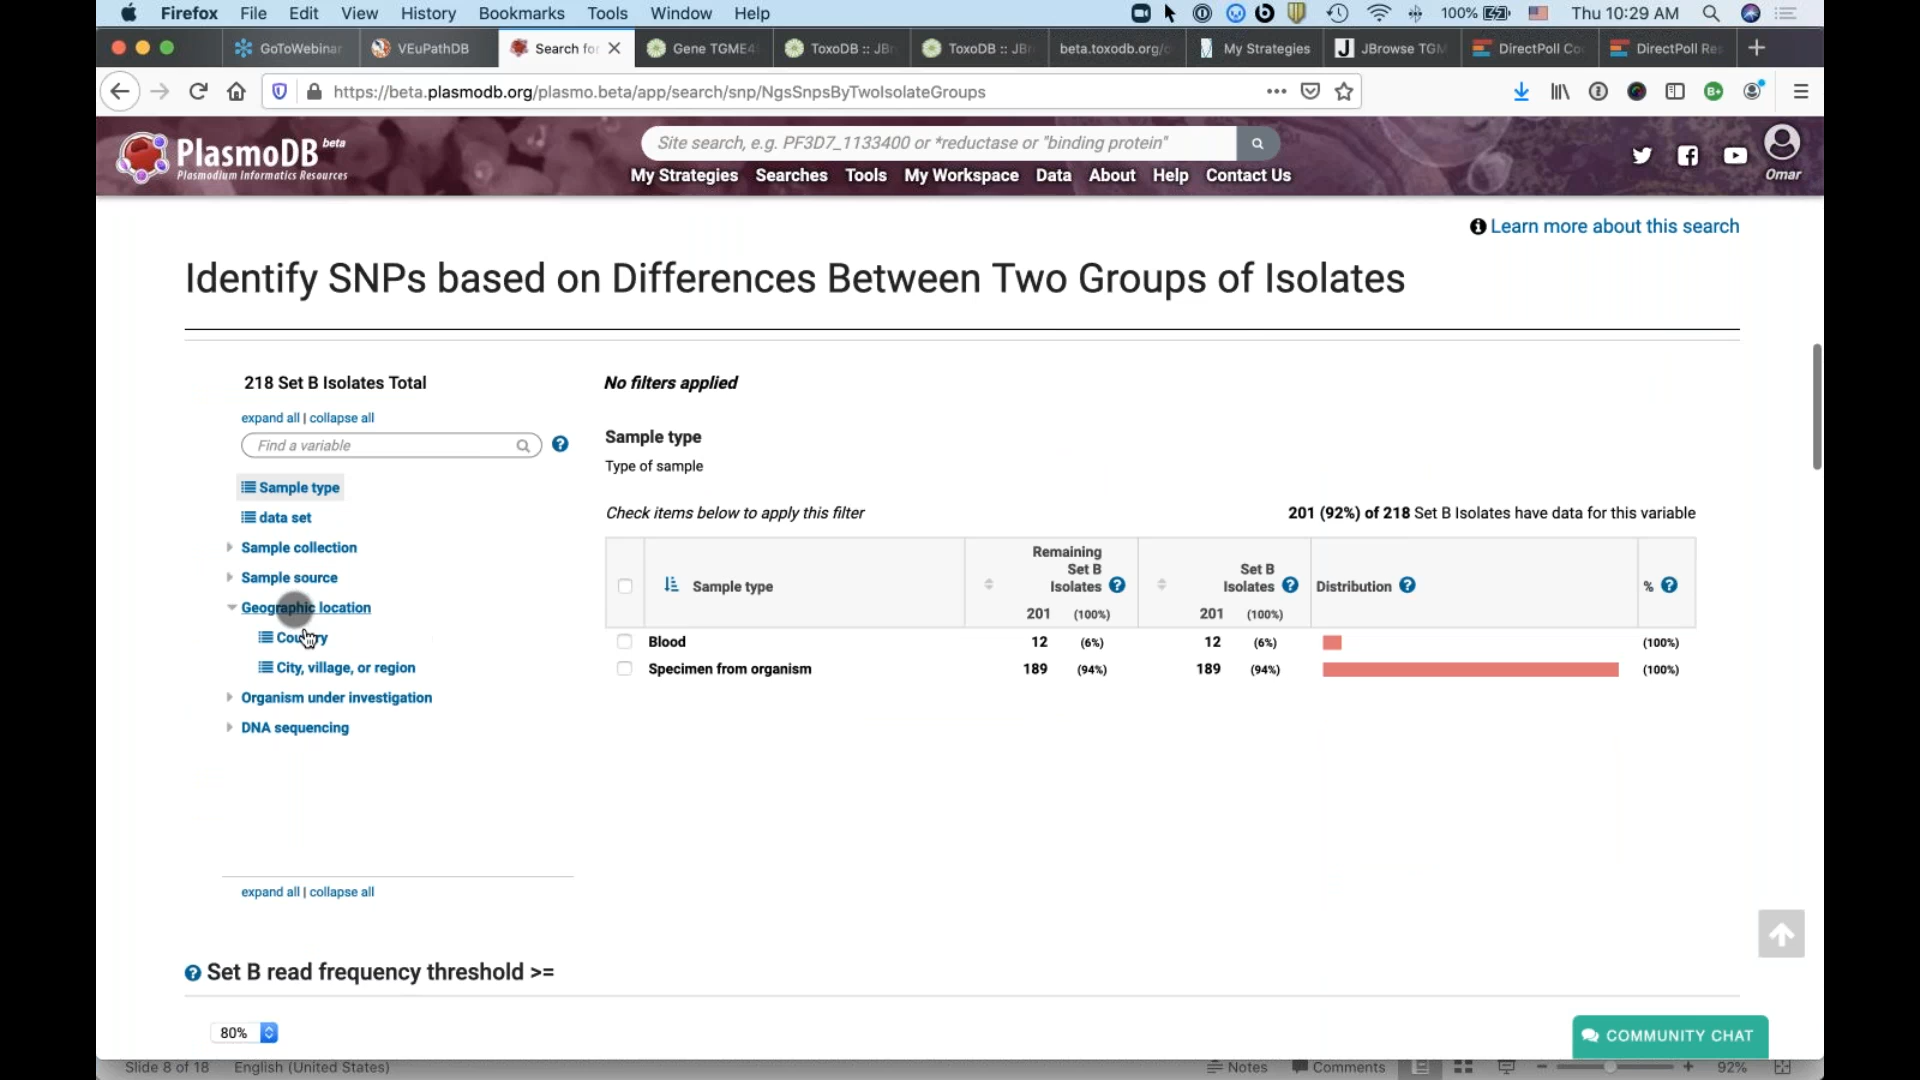 Firefox File Edit View History Bookmarks Tools Window Help 100% Thu 10:29 AM
GoToWebinar VEuPathDB Search fo Gene TGME4 ToxoDB :: JBr ToxoDB :: JBr beta.toxodb.org/ My Strategies JBrowse TGM DirectPoll Co DirectPoll Re
https://beta.plasmodb.org/plasmo.beta/app/search/snp/NgsSnpsByTwoIsolateGroups
PlasmoDB beta
Plasmodium Informatics Resources
Site search, e.g. PF3D7_1133400 or *reductase or "binding protein"
My Strategies Searches Tools My Workspace Data About Help Contact Us
Omar
Learn more about this search
Identify SNPs based on Differences Between Two Groups of Isolates
218 Set B Isolates Total
No filters applied
expand all | collapse all
Find a variable
Sample type
data set
Sample collection
Sample source
Geographic location
Country
City, village, or region
Organism under investigation
DNA sequencing
expand all | collapse all
Sample type
Type of sample
Check items below to apply this filter
201 (92%) of 218 Set B Isolates have data for this variable
Sample type
Remaining Set B Isolates
201 (100%)
Set B Isolates
201 (100%)
Distribution
%
Blood 12 (6%) 12 (6%) (100%)
Specimen from organism 189 (94%) 189 (94%) (100%)
Set B read frequency threshold >=
80%
COMMUNITY CHAT
Slide 8 of 18 English (United States) Notes Comments 92%